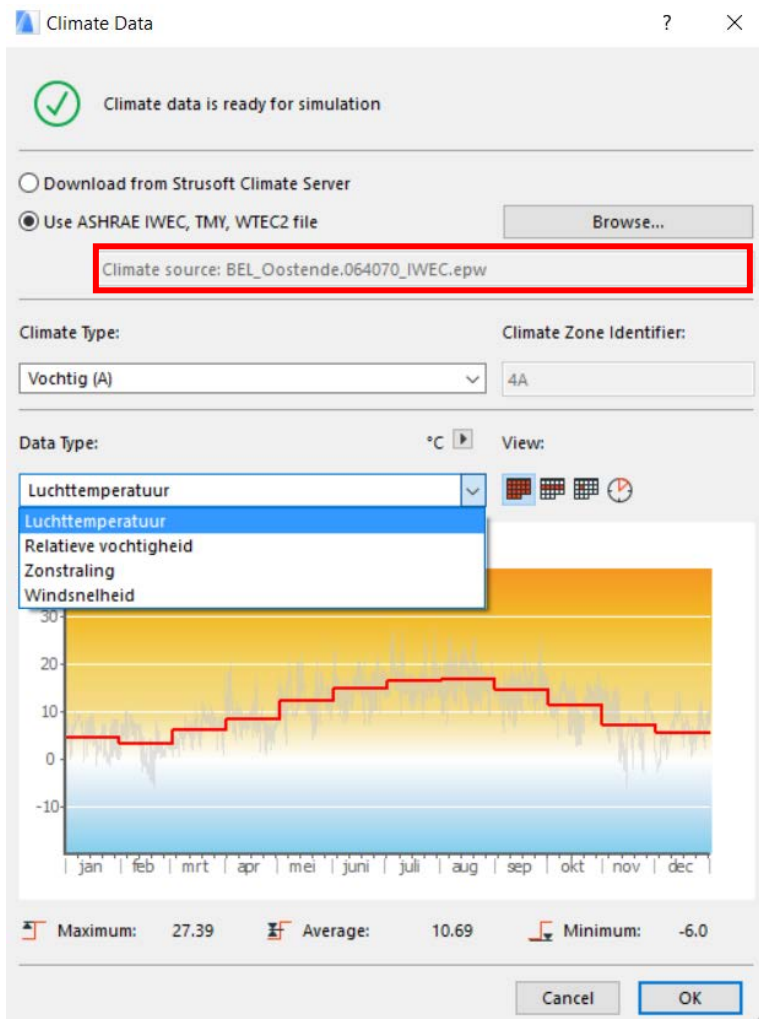 Climate Data ? ×
Climate data is ready for simulation
Download from Strusoft Climate Server
Use ASHRAE IWEC, TMY, WTEC2 file Browse...
Climate source: BEL_Oostende.064070_IWEC.epw
Climate Type: Climate Zone Identifier:
Vochtig (A) 4A
Data Type: °C View:
Luchttemperatuur
Luchttemperatuur
Relatieve vochtigheid
Zonstraling
Windsnelheid
30
20
10
0
-10
jan feb mrt apr mei juni juli aug sep okt nov dec
Maximum: 27.39 Average: 10.69 Minimum: -6.0
Cancel OK